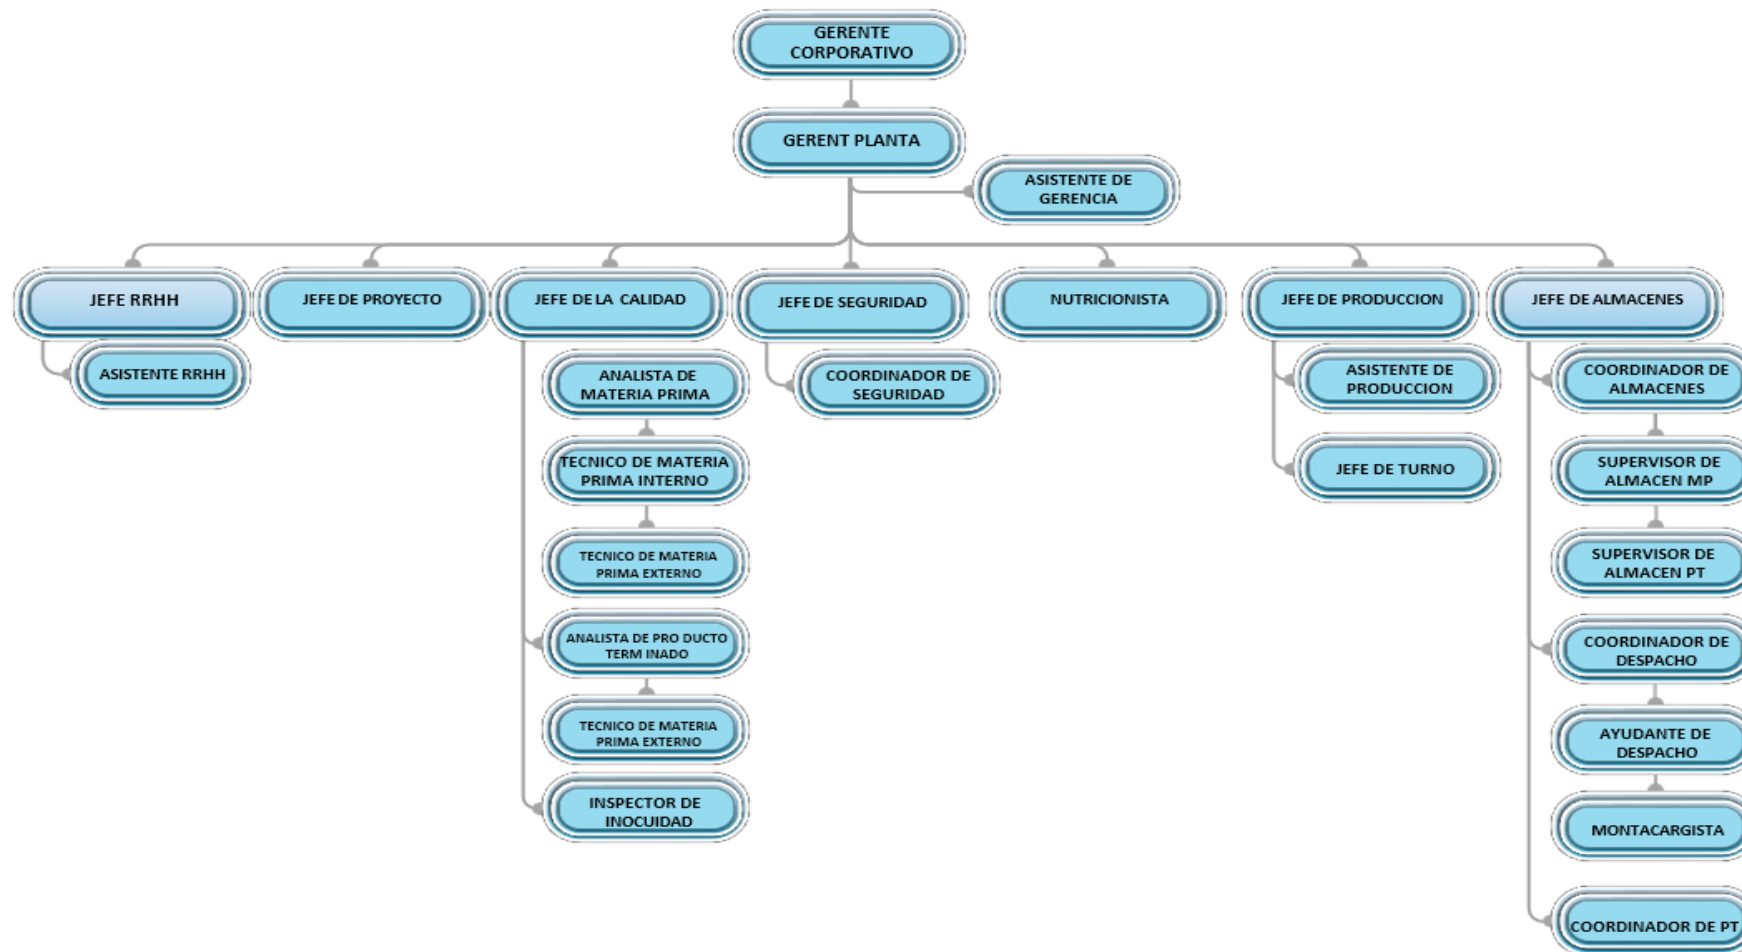 GERENTE
CORPORATIVO
GERENT PLANTA
ASISTENTE DE
GERENCIA
JEFE RRHH
JEFE DE PROYECTO
JEFE DE LA CALIDAD
JEFE DE SEGURIDAD
NUTRICIONISTA
JEFE DE PRODUCCION
JEFE DE ALMACENES
ASISTENTE RRHH
ANALISTA DE
MATERIA PRIMA
TECNICO DE MATERIA
PRIMA INTERNO
TECNICO DE MATERIA
PRIMA EXTERNO
ANALISTA DE PRO DUCTO
TERM INADO
TECNICO DE MATERIA
PRIMA EXTERNO
INSPECTOR DE
INOCUIDAD
COORDINADOR DE
SEGURIDAD
ASISTENTE DE
PRODUCCION
JEFE DE TURNO
COORDINADOR DE
ALMACENES
SUPERVISOR DE
ALMACEN MP
SUPERVISOR DE
ALMACEN PT
COORDINADOR DE
DESPACHO
AYUDANTE DE
DESPACHO
MONTACARGISTA
COORDINADOR DE PT